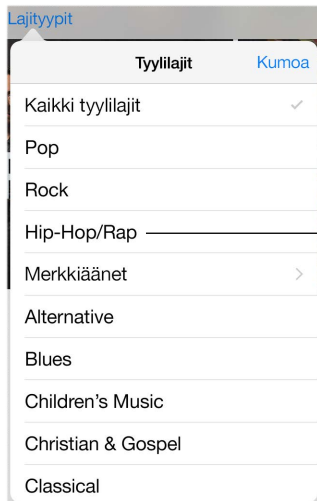 Lajityypit
Tyylilajit Kumoa
Kaikki tyylilajit
Pop
Rock
Hip-Hop/Rap
Merkkiäänet
Alternative
Blues
Children’s Music
Christian & Gospel
Classical